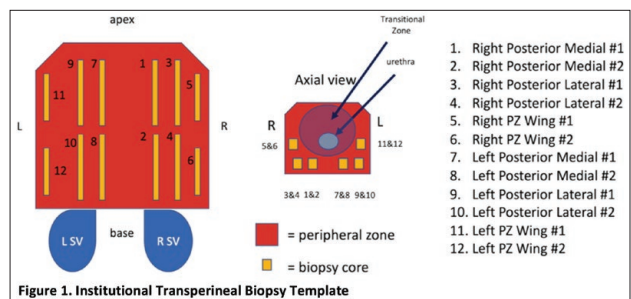 apex
9 7 1 3
11 5
L R
10 8 2 4
12 6
L SV base R SV
Transitional
Zone
urethra
Axial view
R L
5&6 11&12
3&4 1&2 7&8 9&10
= peripheral zone
= biopsy core
1. Right Posterior Medial #1
2. Right Posterior Medial #2
3. Right Posterior Lateral #1
4. Right Posterior Lateral #2
5. Right PZ Wing #1
6. Right PZ Wing #2
7. Left Posterior Medial #1
8. Left Posterior Medial #2
9. Left Posterior Lateral #1
10. Left Posterior Lateral #2
11. Left PZ Wing #1
12. Left PZ Wing #2
Figure 1. Institutional Transperineal Biopsy Template